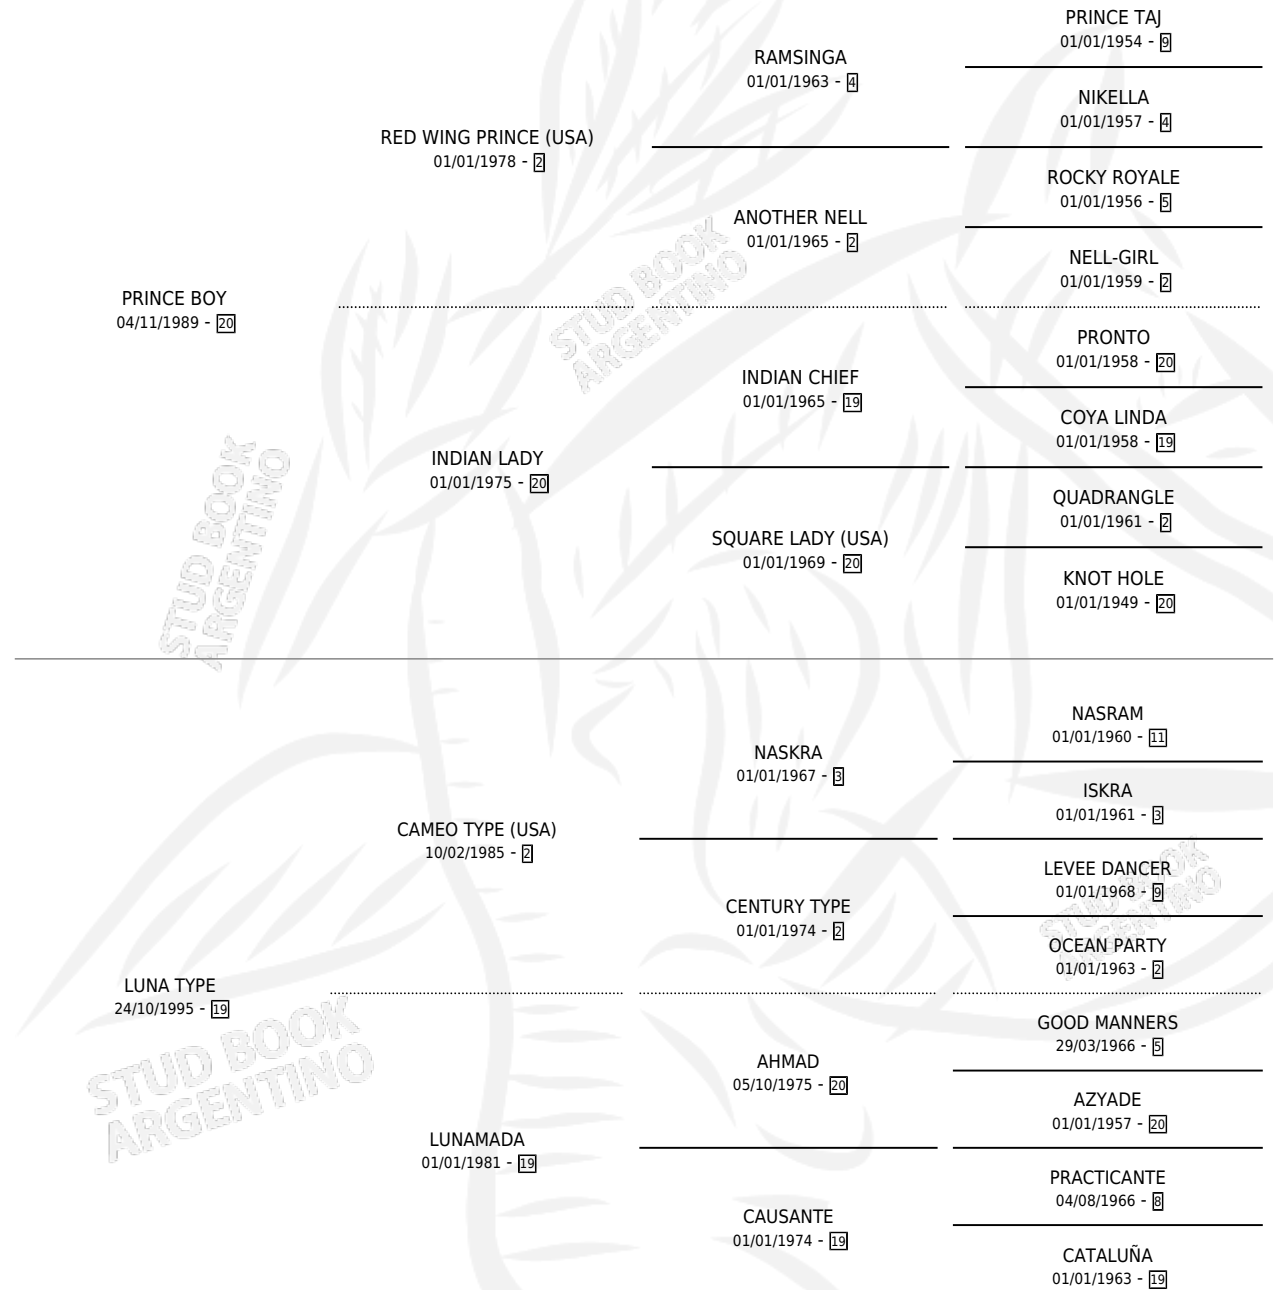 PRINCE TAJ
01/01/1954 - 9
RAMSINGA
01/01/1963 - 4
NIKELLA
01/01/1957 - 4
RED WING PRINCE (USA)
01/01/1978 - 2
ROCKY ROYALE
01/01/1956 - 5
ANOTHER NELL
01/01/1965 - 2
NELL-GIRL
01/01/1959 - 2
PRINCE BOY
04/11/1989 - 20
STUD BOOK
ARGENTINO
PRONTO
01/01/1958 - 20
INDIAN CHIEF
01/01/1965 - 19
COYA LINDA
01/01/1958 - 19
INDIAN LADY
01/01/1975 - 20
QUADRANGLE
01/01/1961 - 2
SQUARE LADY (USA)
01/01/1969 - 20
KNOT HOLE
01/01/1949 - 20
STUD BOOK
ARGENTINO
NASRAM
01/01/1960 - 11
NASKRA
01/01/1967 - 3
ISKRA
01/01/1961 - 3
CAMEO TYPE (USA)
10/02/1985 - 2
LEVEE DANCER
01/01/1968 - 9
CENTURY TYPE
01/01/1974 - 2
STUD BOOK
ARGENTINO
OCEAN PARTY
01/01/1963 - 2
LUNA TYPE
24/10/1995 - 19
STUD BOOK
ARGENTINO
GOOD MANNERS
29/03/1966 - 5
AHMAD
05/10/1975 - 20
AZYADE
01/01/1957 - 20
LUNAMADA
01/01/1981 - 19
PRACTICANTE
04/08/1966 - 8
CAUSANTE
01/01/1974 - 19
CATALUÑA
01/01/1963 - 19